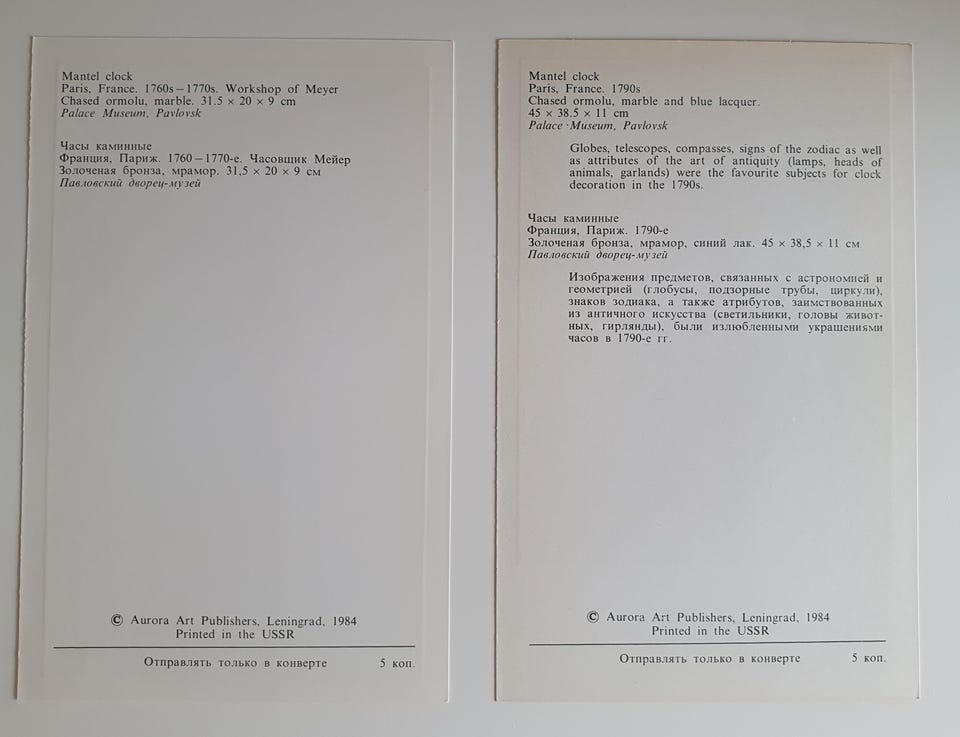 Mantel clock
Paris, France. 1760s – 1770s. Workshop of Meyer
Chased ormolu, marble. 31.5 × 20 × 9 cm
Palace Museum, Pavlovsk
Часы каминные
Франция, Париж. 1760 – 1770-е. Часовщик Мейер
Золоченая бронза, мрамор. 31,5 × 20 × 9 см
Павловский дворец-музей
© Aurora Art Publishers, Leningrad, 1984
Printed in the USSR
Отправлять только в конверте 5 коп.
Mantel clock
Paris, France. 1790s
Chased ormolu, marble and blue lacquer.
45 × 38.5 × 11 cm
Palace Museum, Pavlovsk
Globes, telescopes, compasses, signs of the zodiac as well
as attributes of the art of antiquity (lamps, heads of
animals, garlands) were the favourite subjects for clock
decoration in the 1790s.
Часы каминные
Франция, Париж. 1790-е
Золоченая бронза, мрамор, синий лак. 45 × 38,5 × 11 см
Павловский дворец-музей
Изображения предметов, связанных с астрономией и
геометрией (глобусы, подзорные трубы, циркули),
знаков зодиака, а также атрибутов, заимствованных
из античного искусства (светильники, головы живот-
ных, гирлянды), были излюбленными украшениями
часов в 1790-е гг.
© Aurora Art Publishers, Leningrad, 1984
Printed in the USSR
Отправлять только в конверте 5 коп.